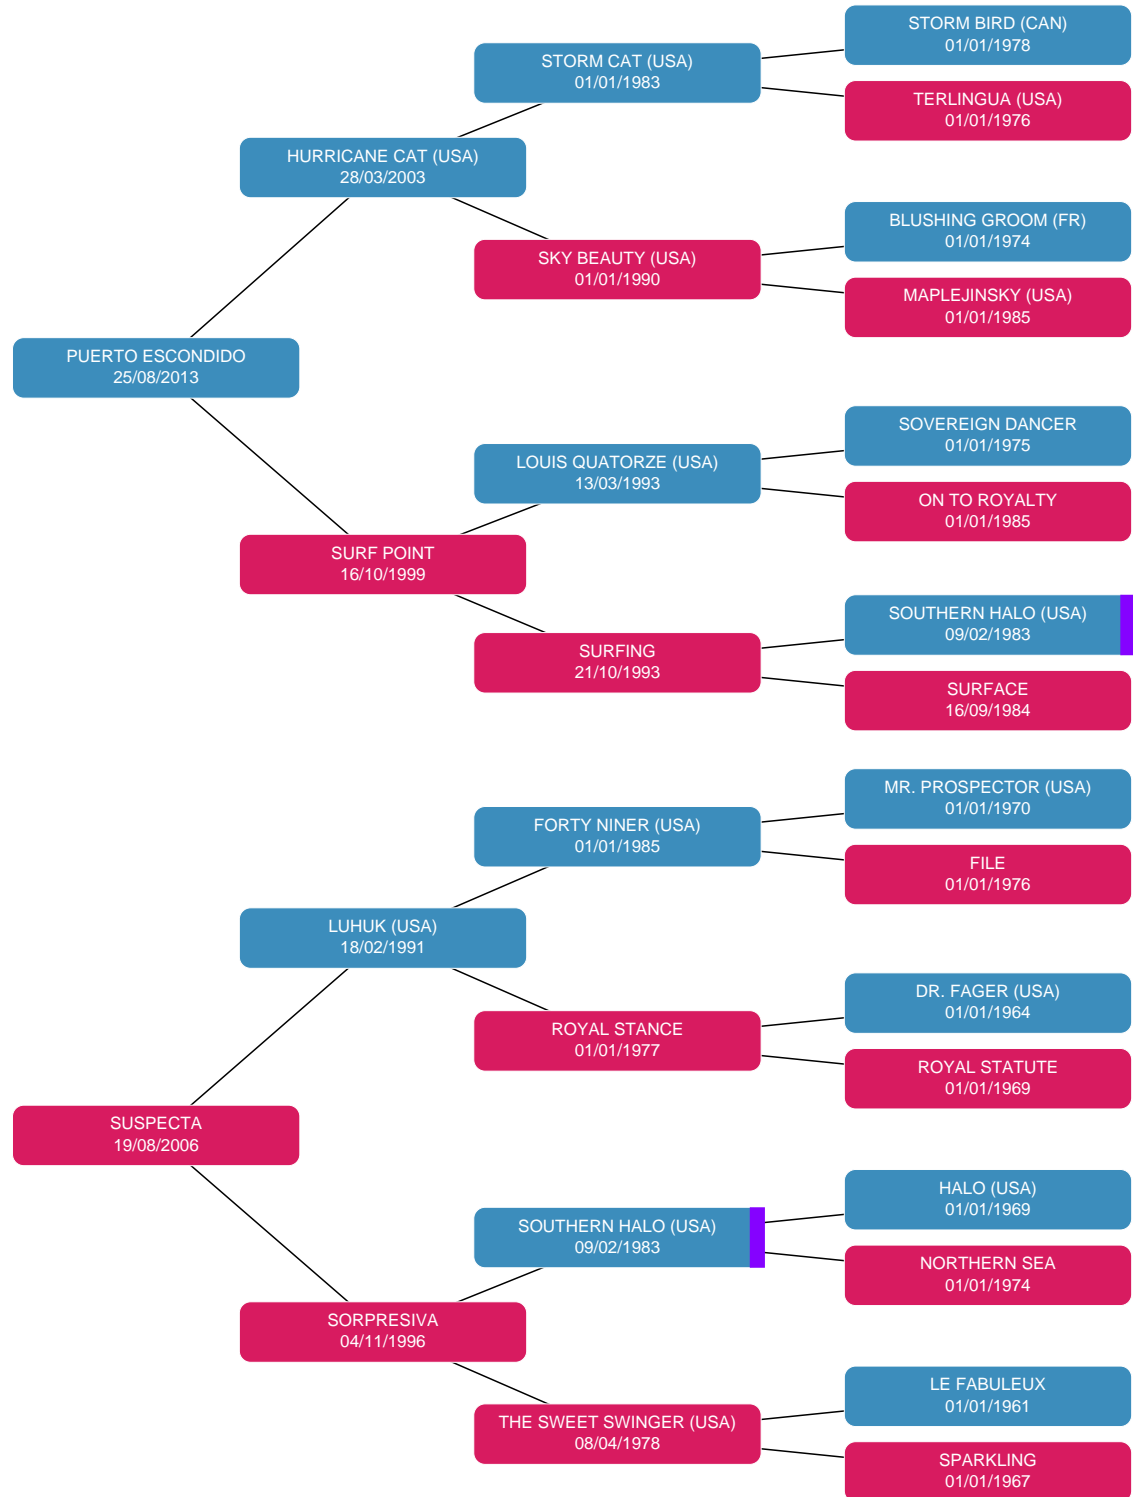 STORM BIRD (CAN)
01/01/1978
STORM CAT (USA)
01/01/1983
TERLINGUA (USA)
01/01/1976
HURRICANE CAT (USA)
28/03/2003
BLUSHING GROOM (FR)
01/01/1974
SKY BEAUTY (USA)
01/01/1990
MAPLEJINSKY (USA)
01/01/1985
PUERTO ESCONDIDO
25/08/2013
SOVEREIGN DANCER
01/01/1975
LOUIS QUATORZE (USA)
13/03/1993
ON TO ROYALTY
01/01/1985
SURF POINT
16/10/1999
SOUTHERN HALO (USA)
09/02/1983
SURFING
21/10/1993
SURFACE
16/09/1984
MR. PROSPECTOR (USA)
01/01/1970
FORTY NINER (USA)
01/01/1985
FILE
01/01/1976
LUHUK (USA)
18/02/1991
DR. FAGER (USA)
01/01/1964
ROYAL STANCE
01/01/1977
ROYAL STATUTE
01/01/1969
SUSPECTA
19/08/2006
HALO (USA)
01/01/1969
SOUTHERN HALO (USA)
09/02/1983
NORTHERN SEA
01/01/1974
SORPRESIVA
04/11/1996
LE FABULEUX
01/01/1961
THE SWEET SWINGER (USA)
08/04/1978
SPARKLING
01/01/1967